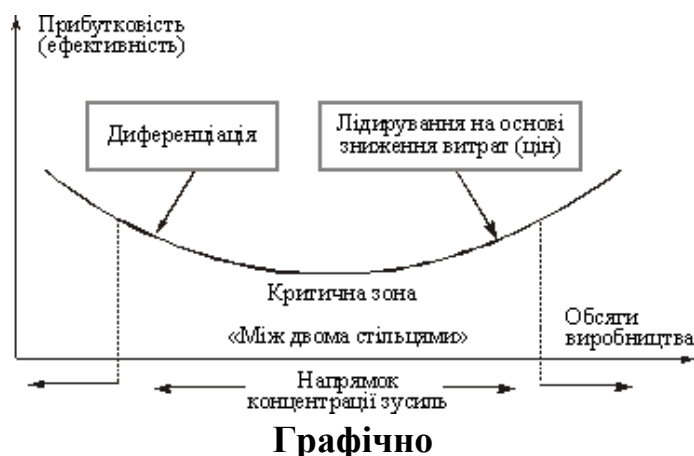 Прибутковість
(ефективність)
Диференціація
Лідирування на основі
зниження витрат (цін)
Критична зона
«Між двома стільцями»
Обсяги
виробництва
Напрямок
концентрації зусиль
Графічно